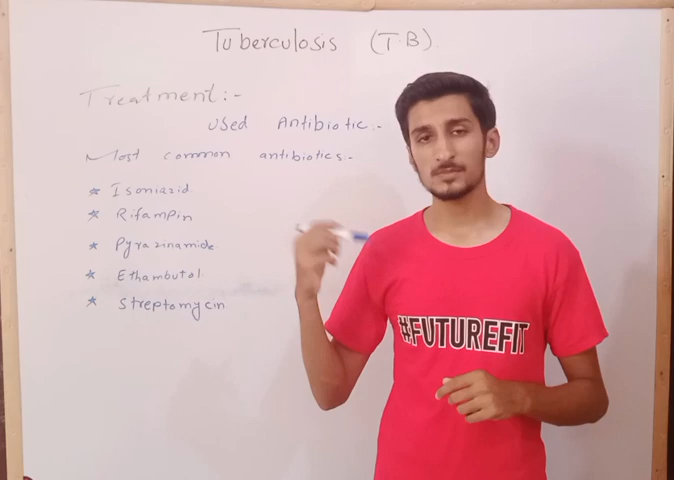 Tuberculosis (T.B)
Treatment:-
Used Antibiotic:-
Most common antibiotics:-
* Isoniazid
* Rifampin
* Pyrazinamide
* Ethambutol
* Streptomycin
#FUTUREFIT